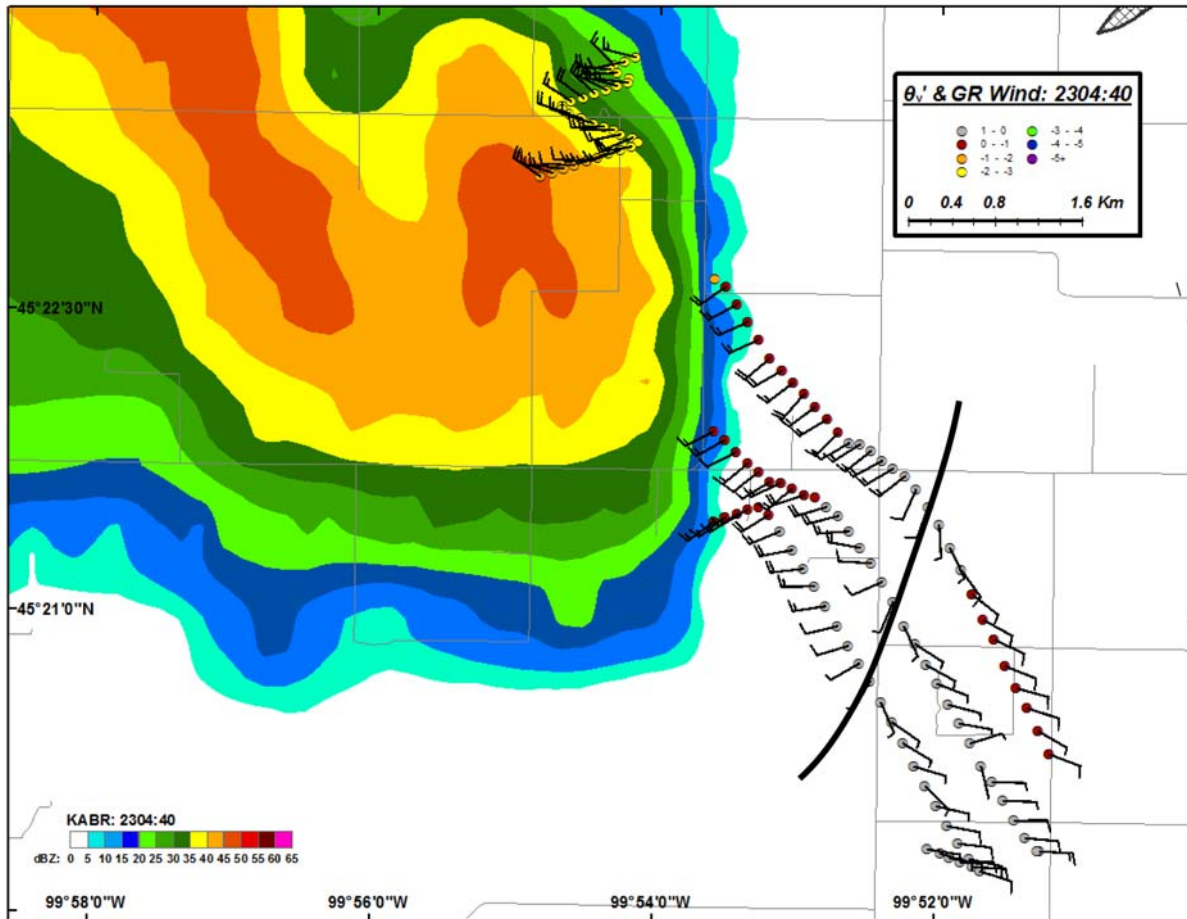 θv' & GR Wind: 2304:40
1 - 0
0 - -1
-1 - -2
-2 - -3
-3 - -4
-4 - -5
-5+
0 0.4 0.8 1.6 Km
45°22'30"N
45°21'0"N
KABR: 2304:40
dBZ: 0 5 10 15 20 25 30 35 40 45 50 55 60 65
99°58'0"W 99°56'0"W 99°54'0"W 99°52'0"W